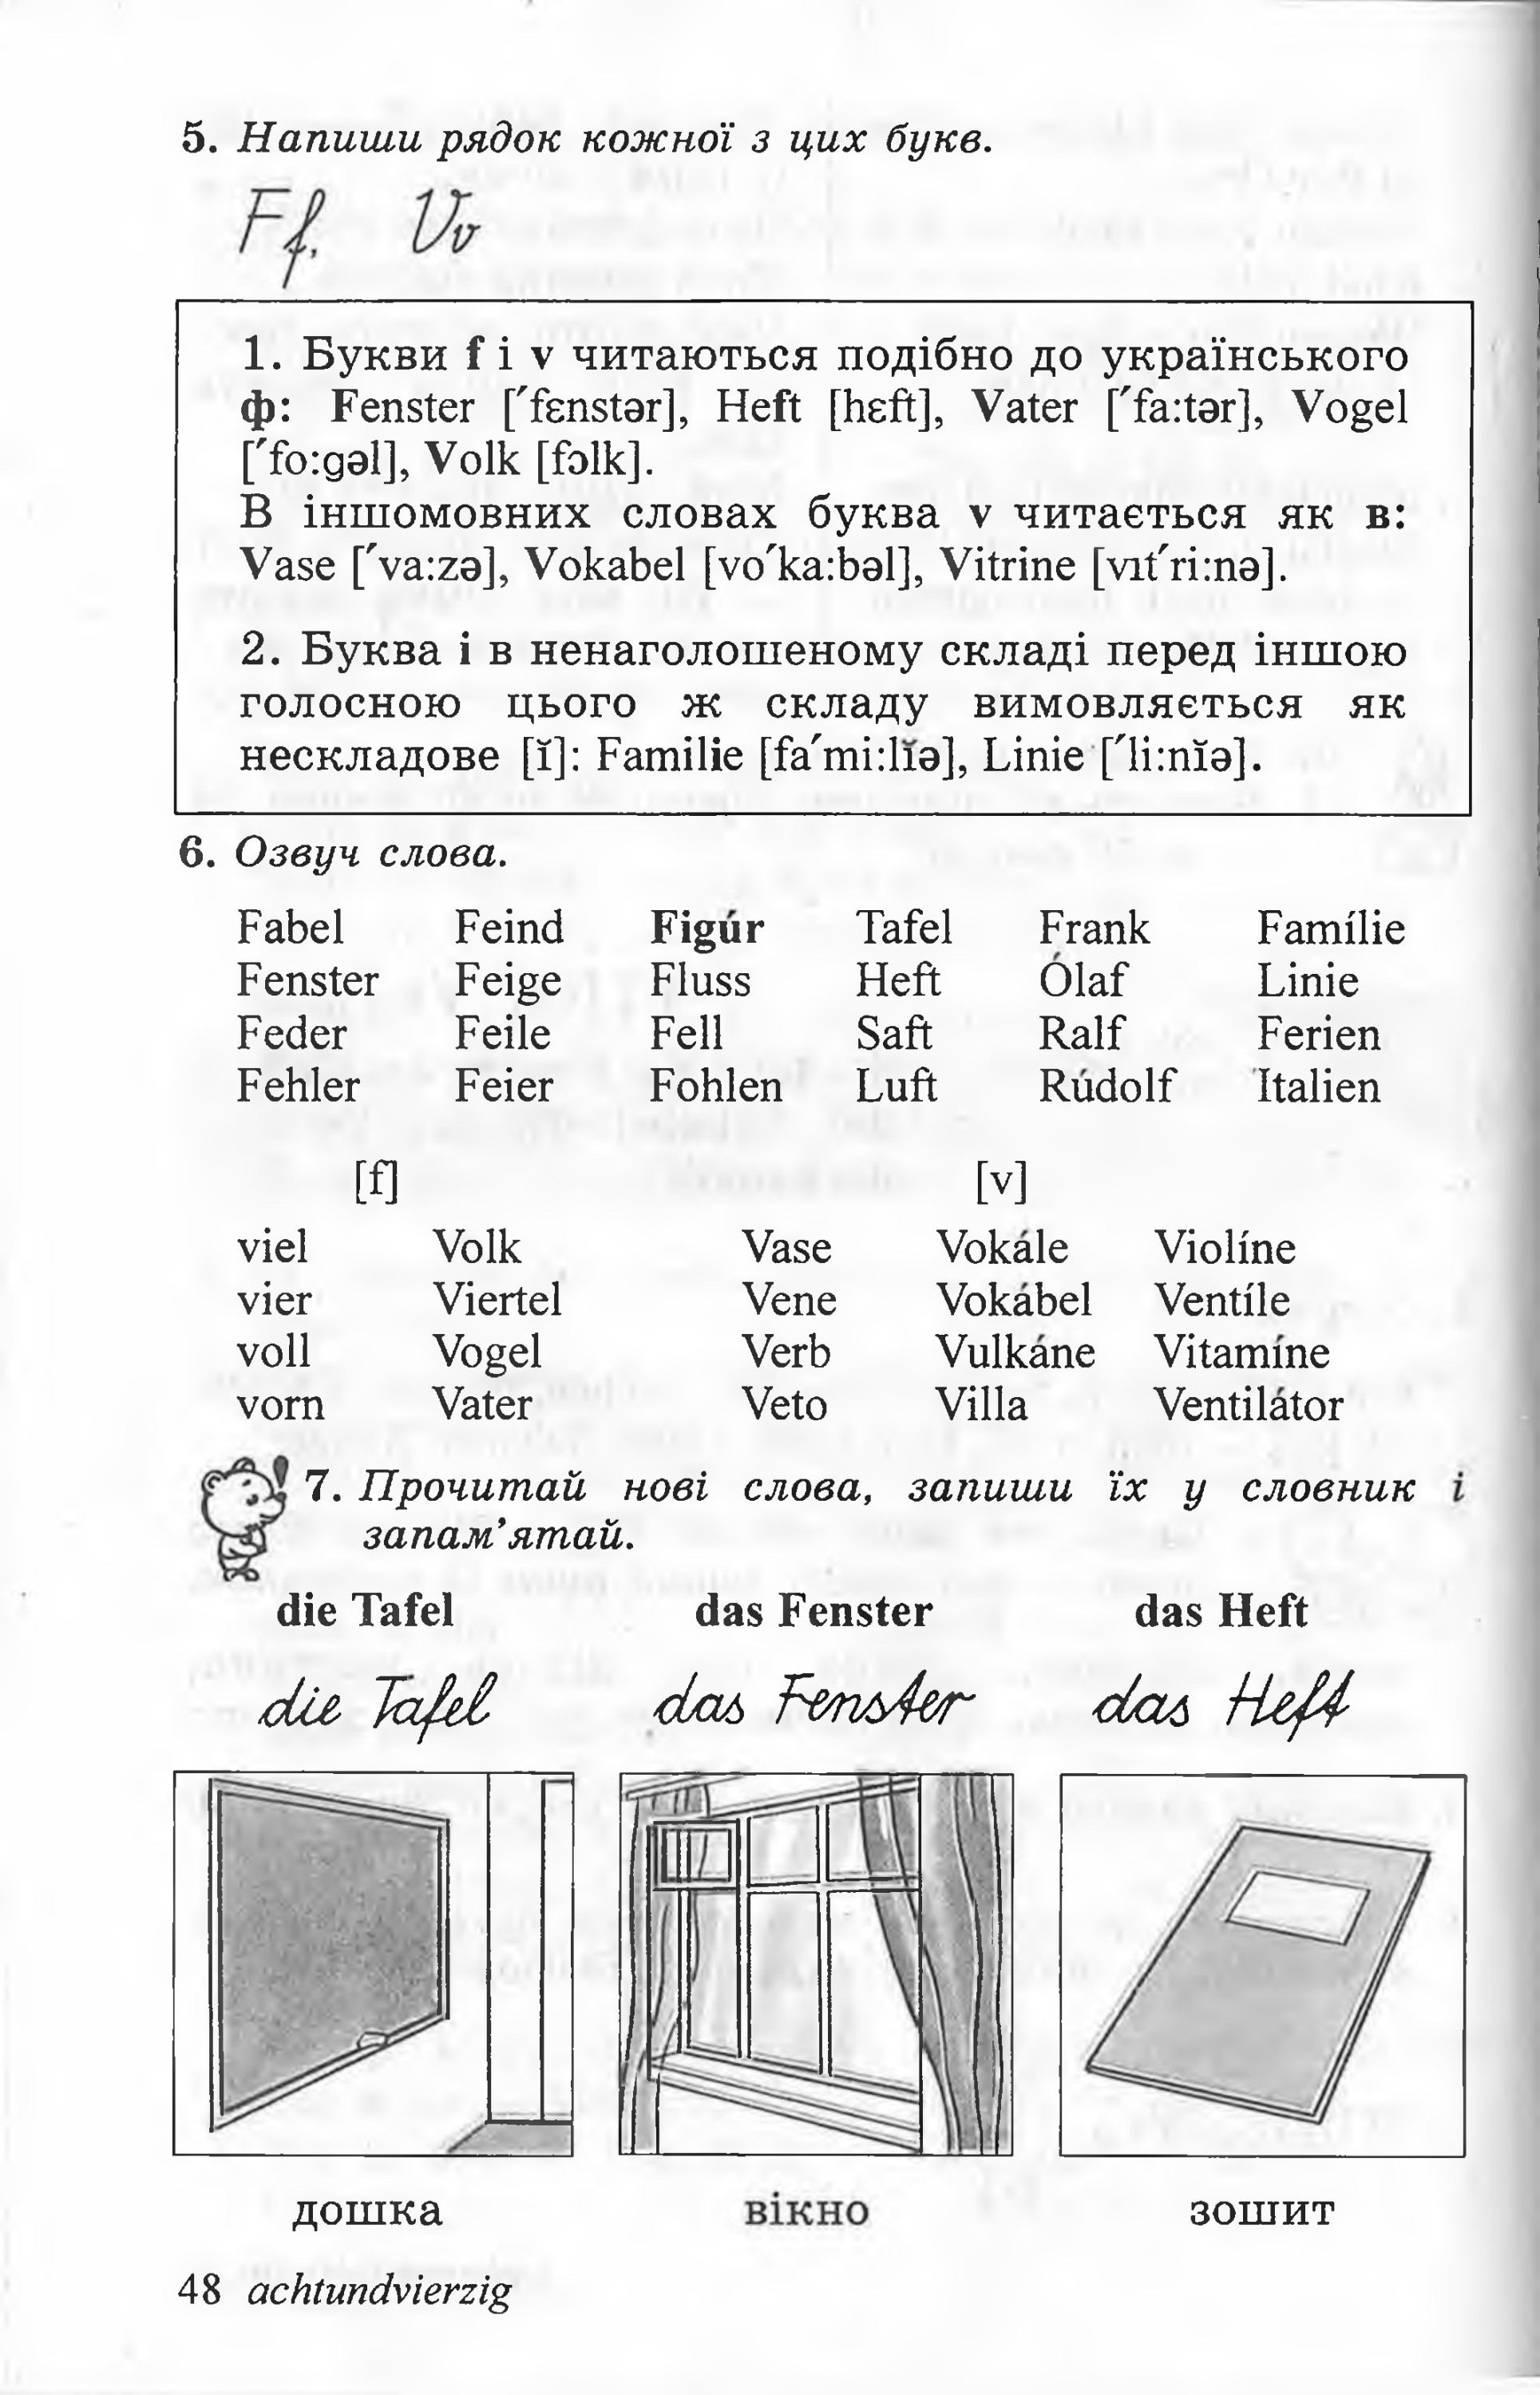 5. Напиши рядок кожної з цих букв.
Ff, Vv
1. Букви f і v читаються подібно до українського
ф: Fenster [ˈfɛnstər], Heft [hɛft], Vater [ˈfa:tər], Vogel
[ˈfo:gəl], Volk [fɔlk].
В іншомовних словах буква v читається як в:
Vase [ˈva:zə], Vokabel [voˈka:bəl], Vitrine [vɪtˈri:nə].
2. Буква і в ненаголошеному складі перед іншою
голосною цього ж складу вимовляється як
нескладове [ĭ]: Familie [faˈmi:lĭə], Linie [ˈli:nĭə].
6. Озвуч слова.
Fabel Feind Figúr Tafel Frank Famílie
Fenster Feige Fluss Heft Ólaf Linie
Feder Feile Fell Saft Ralf Ferien
Fehler Feier Fohlen Luft Rúdolf Italien
[f] [v]
viel Volk Vase Vokále Violíne
vier Viertel Vene Vokábel Ventíle
voll Vogel Verb Vulkáne Vitamíne
vorn Vater Veto Villa Ventilátor
7. Прочитай нові слова, запиши їх у словник і
запам’ятай.
die Tafel das Fenster das Heft
die Tafel das Fenster das Heft
дошка вікно зошит
48 achtundvierzig